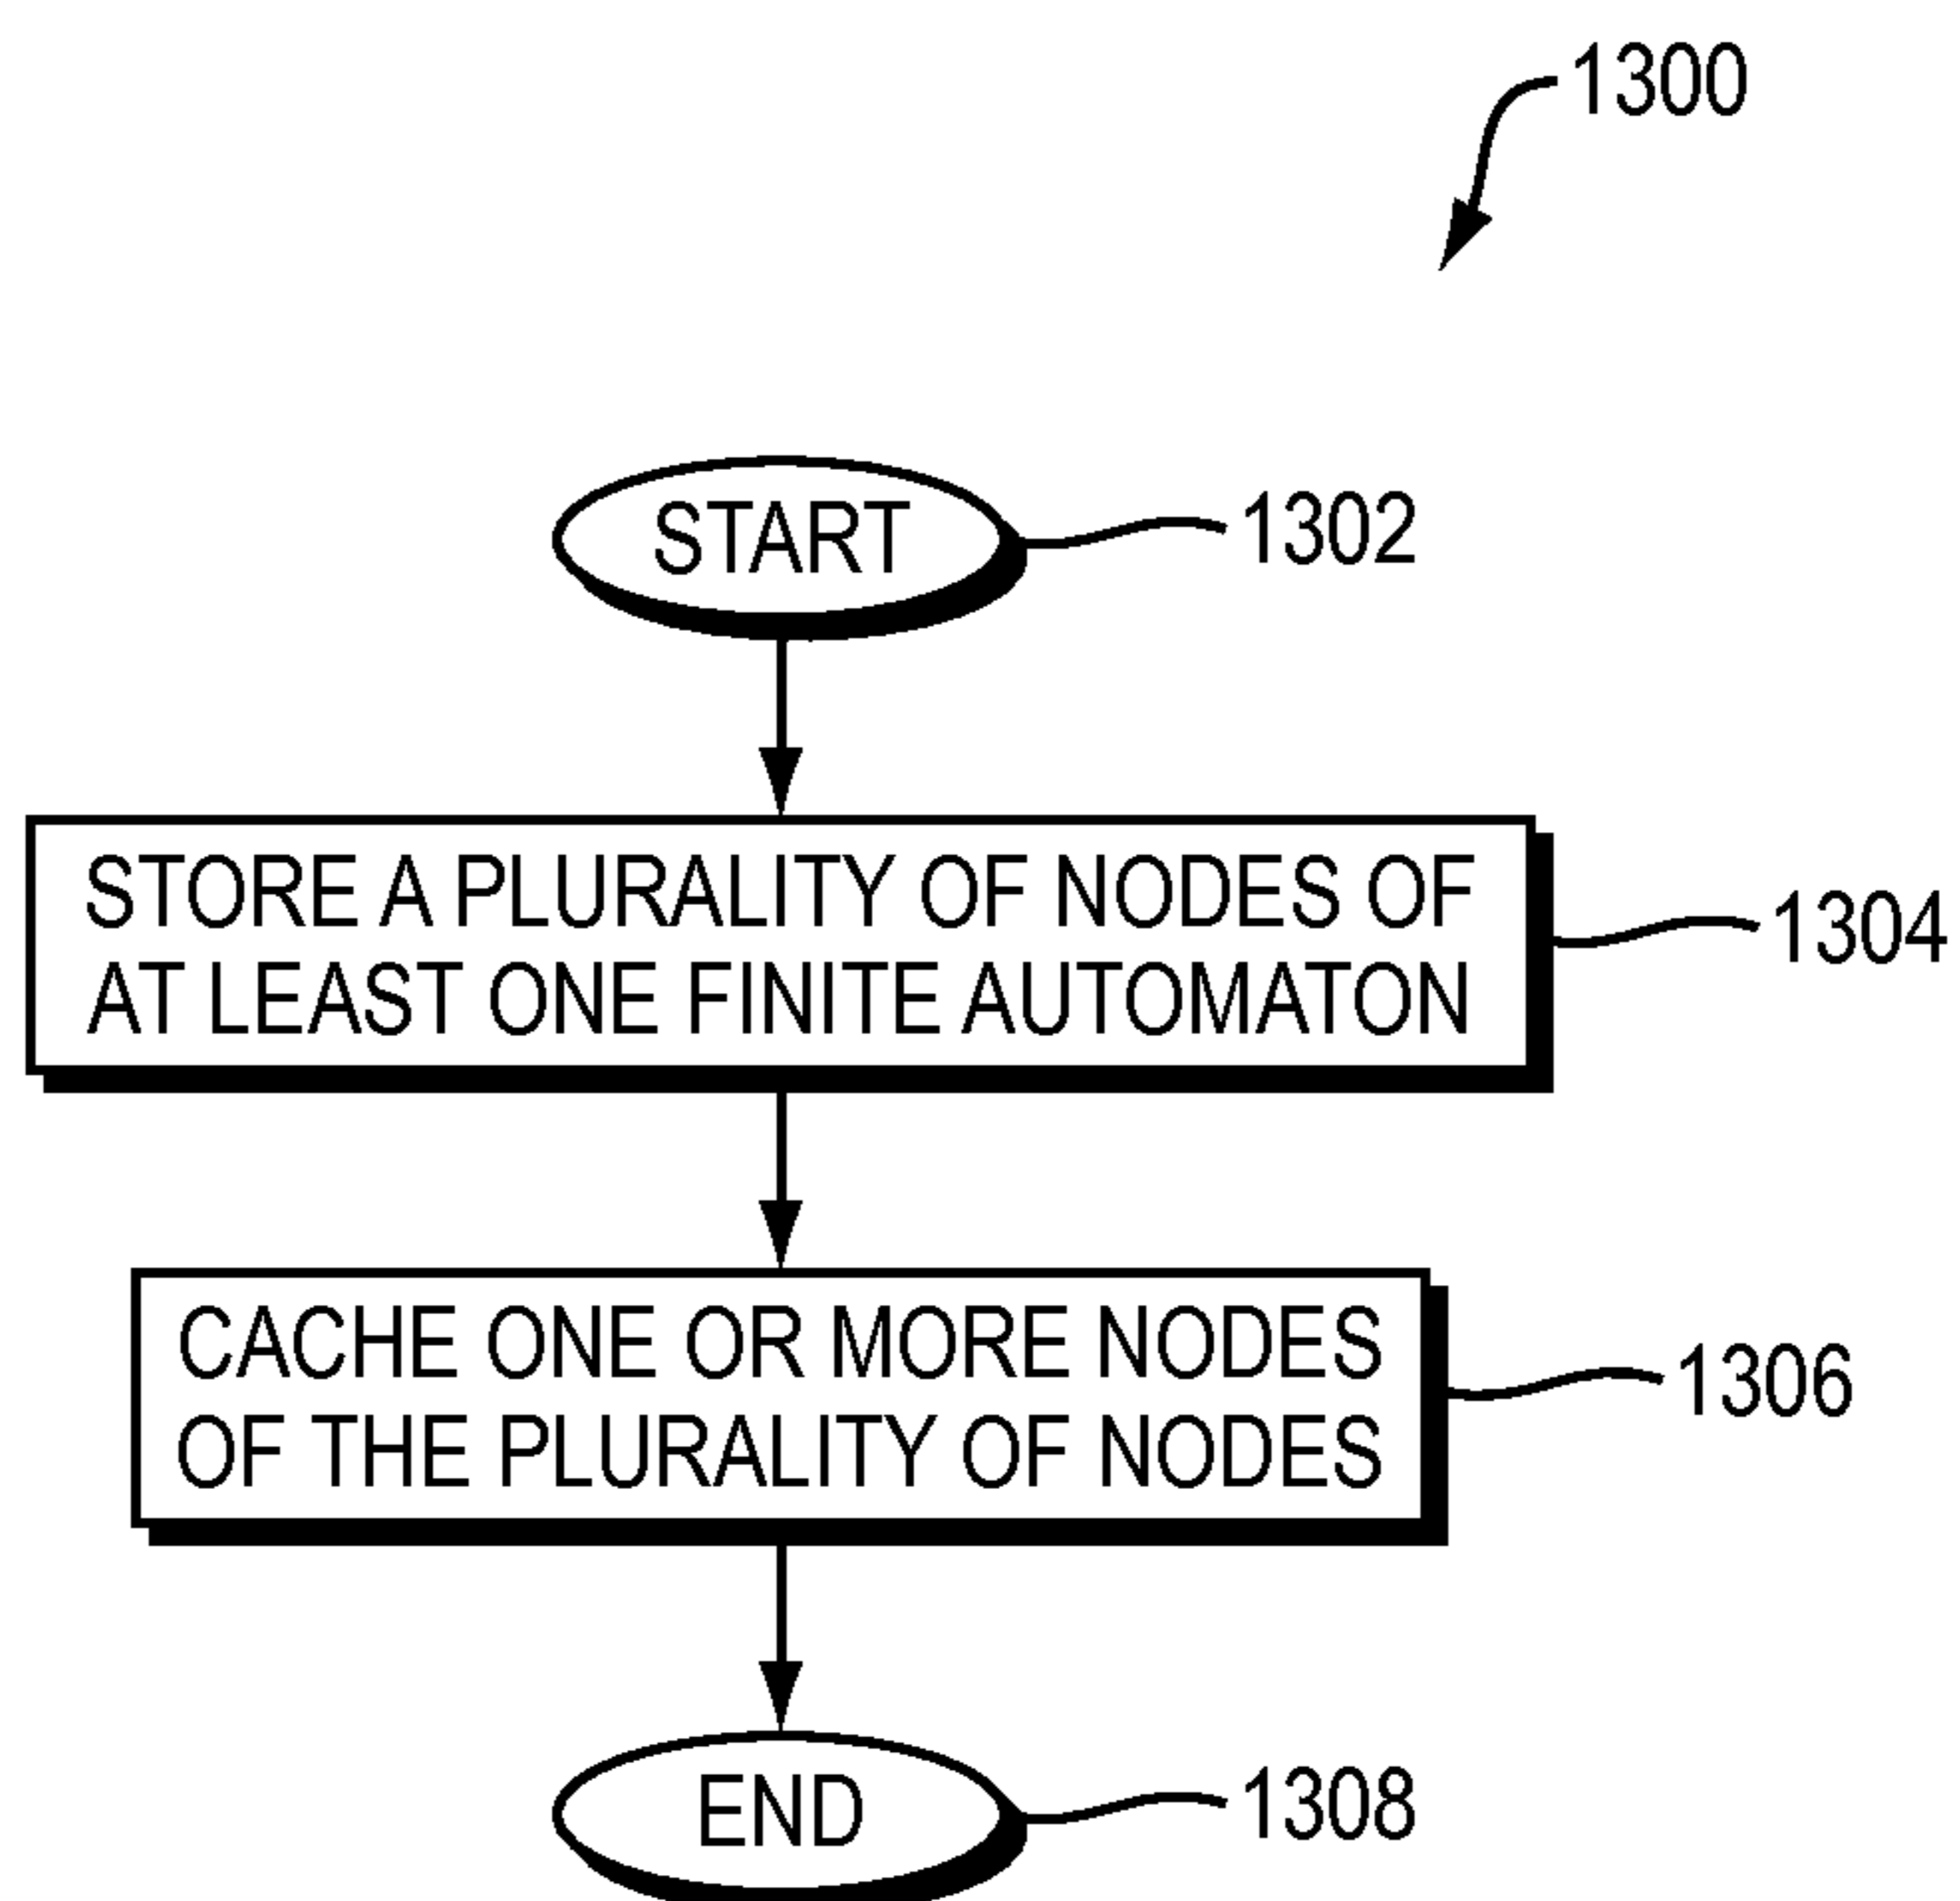 1300
START
1302
STORE A PLURALITY OF NODES OF
AT LEAST ONE FINITE AUTOMATON
1304
CACHE ONE OR MORE NODES
OF THE PLURALITY OF NODES
1306
END
1308